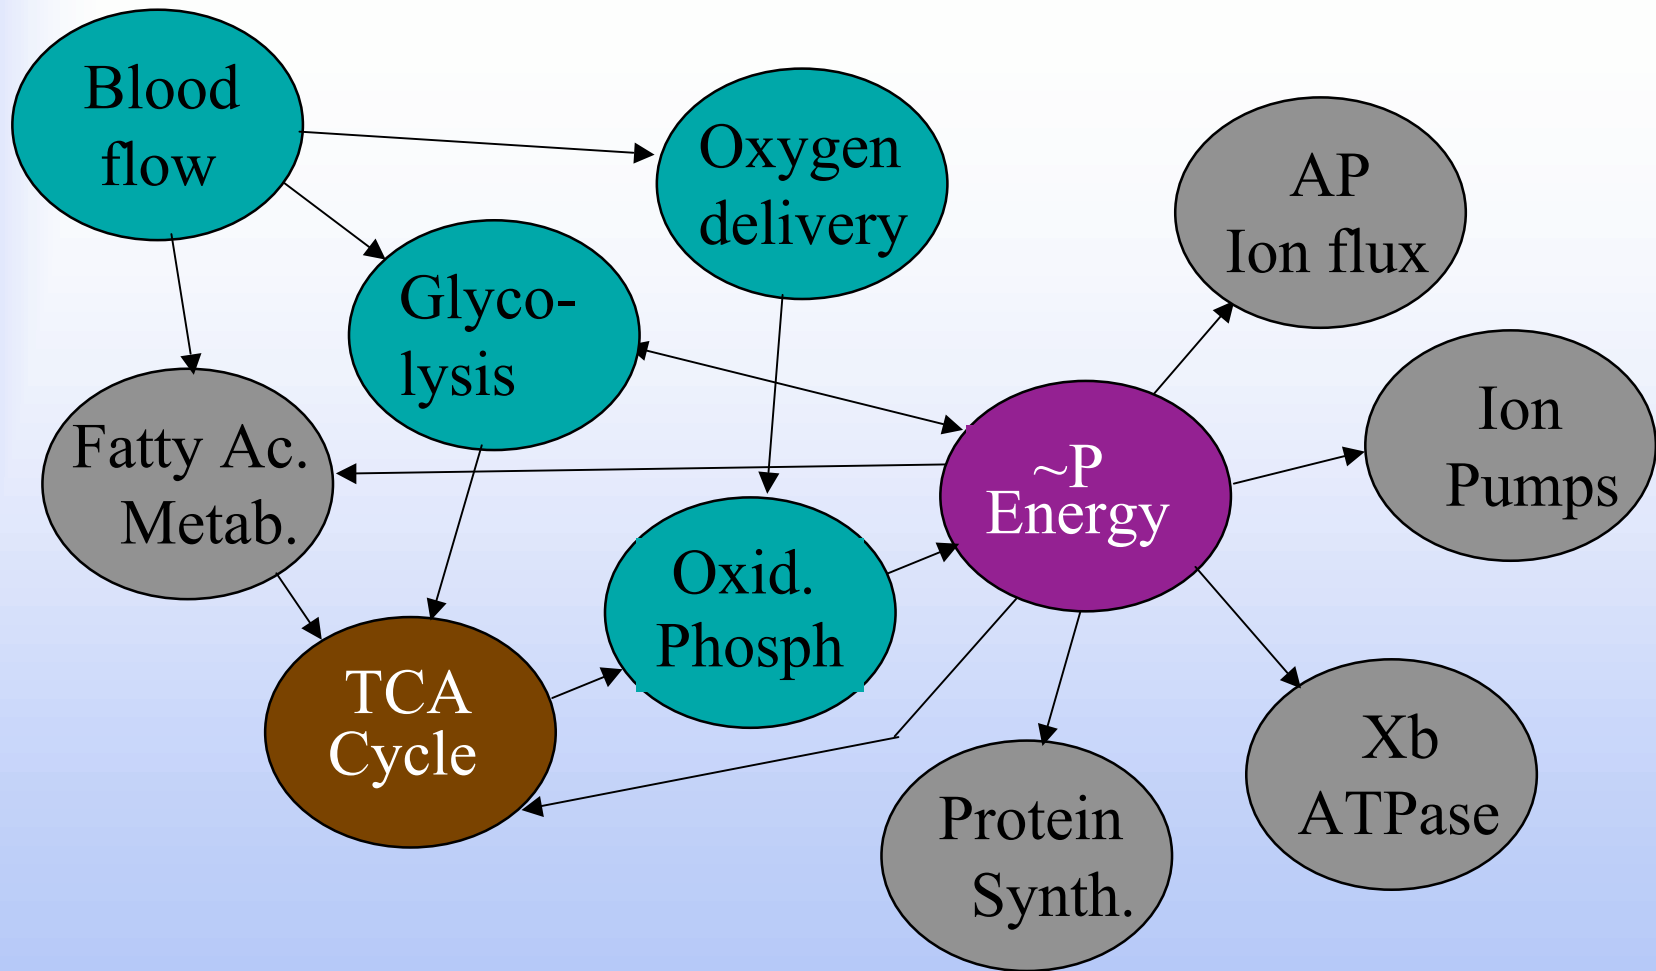 Blood
flow
Oxygen
delivery
AP
Ion flux
Glyco-
lysis
Ion
Pumps
Fatty Ac.
Metab.
~P
Energy
Oxid.
Phosph
TCA
Cycle
Xb
ATPase
Protein
Synth.